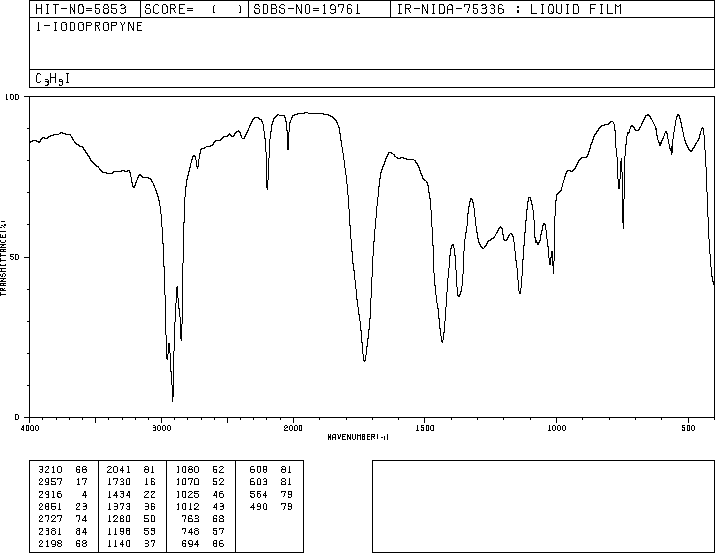 HIT-NO=5853 SCORE= ( ) SDBS-NO=19761 IR-NIDA-75336 : LIQUID FILM
1-IODOPROPYNE
C3H3I
100
50
0
TRANSMITTANCE(%)
4000 3000 2000 1500 1000 500
WAVENUMBER(-1)
3210 68 2041 81 1080 52 608 81
2957 17 1730 16 1070 52 603 81
2916 4 1434 22 1025 46 564 79
2851 23 1373 36 1012 43 490 79
2727 74 1280 50 763 68
2381 84 1198 53 748 57
2198 68 1140 37 694 86